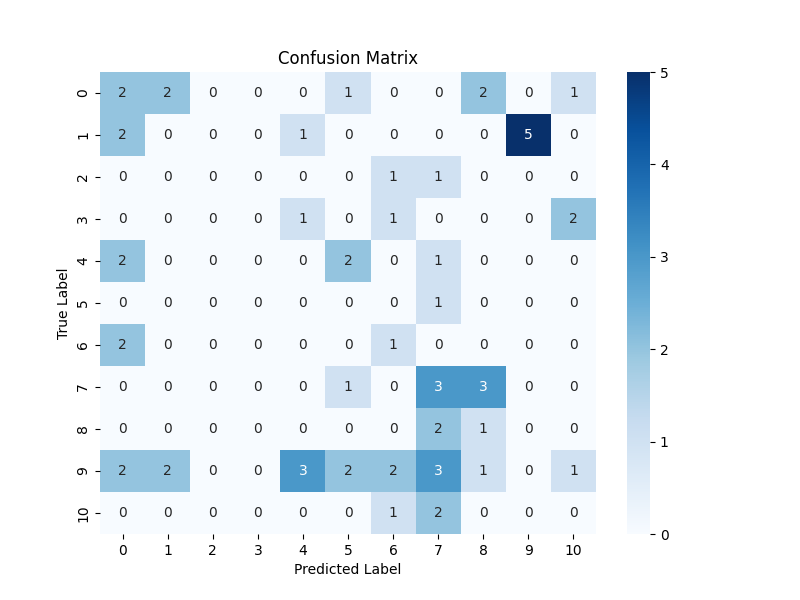 Confusion Matrix
0 2 2 0 0 0 1 0 0 2 0 1
1 2 0 0 0 1 0 0 0 0 5 0
2 0 0 0 0 0 0 1 1 0 0 0
3 0 0 0 0 1 0 1 0 0 0 2
4 2 0 0 0 0 2 0 1 0 0 0
5 0 0 0 0 0 0 0 1 0 0 0
6 2 0 0 0 0 0 1 0 0 0 0
7 0 0 0 0 0 1 0 3 3 0 0
8 0 0 0 0 0 0 0 2 1 0 0
9 2 2 0 0 3 2 2 3 1 0 1
10 0 0 0 0 0 0 1 2 0 0 0
0 1 2 3 4 5 6 7 8 9 10
Predicted Label
True Label
5
4
3
2
1
0